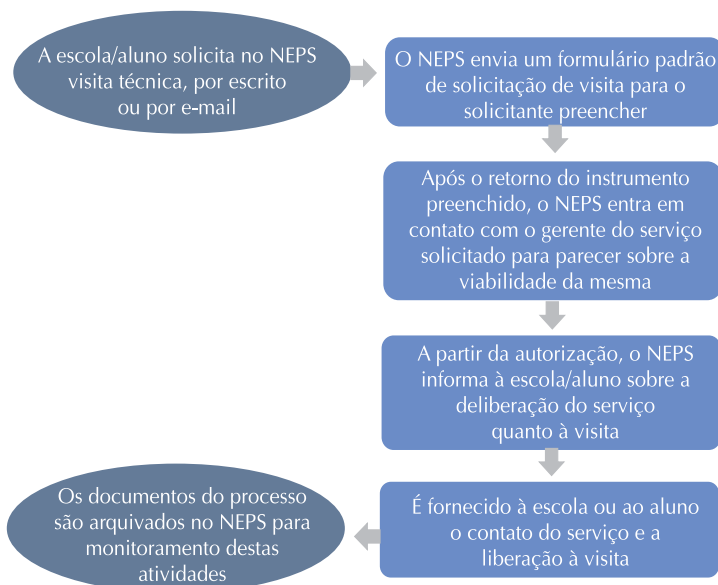 A escola/aluno solicita no NEPS
visita técnica, por escrito
ou por e-mail
O NEPS envia um formulário padrão
de solicitação de visita para o
solicitante preencher
Após o retorno do instrumento
preenchido, o NEPS entra em
contato com o gerente do serviço
solicitado para parecer sobre a
viabilidade da mesma
A partir da autorização, o NEPS
informa à escola/aluno sobre a
deliberação do serviço
quanto à visita
É fornecido à escola ou ao aluno
o contato do serviço e a
liberação à visita
Os documentos do processo
são arquivados no NEPS para
monitoramento destas
atividades